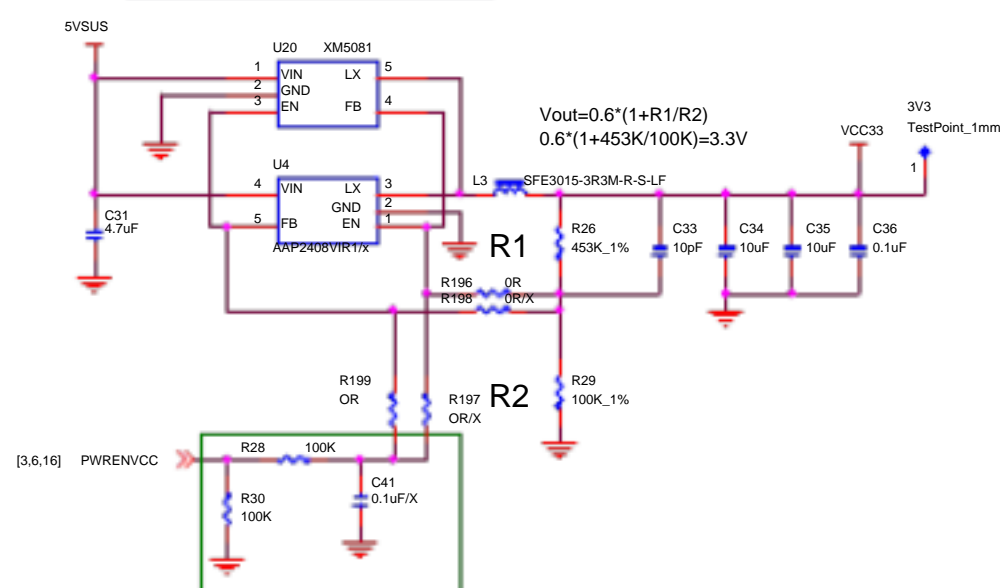 5VSUS
U20 XM5081
1 VIN LX 5
2 GND
3 EN FB 4
Vout=0.6*(1+R1/R2)
0.6*(1+453K/100K)=3.3V
3V3
TestPoint_1mm
VCC33
1
U4
4 VIN LX 3
GND 2
5 FB EN 1
AAP2408VIR1/x
L3 SFE3015-3R3M-R-S-LF
C31
4.7uF
R1
R26
453K_1%
C33
10pF
C34
10uF
C35
10uF
C36
0.1uF
R196 0R
R198 0R/X
R199
OR
R197
OR/X
R2
R29
100K_1%
[3,6,16] PWRENVCC
R28 100K
C41
0.1uF/X
R30
100K